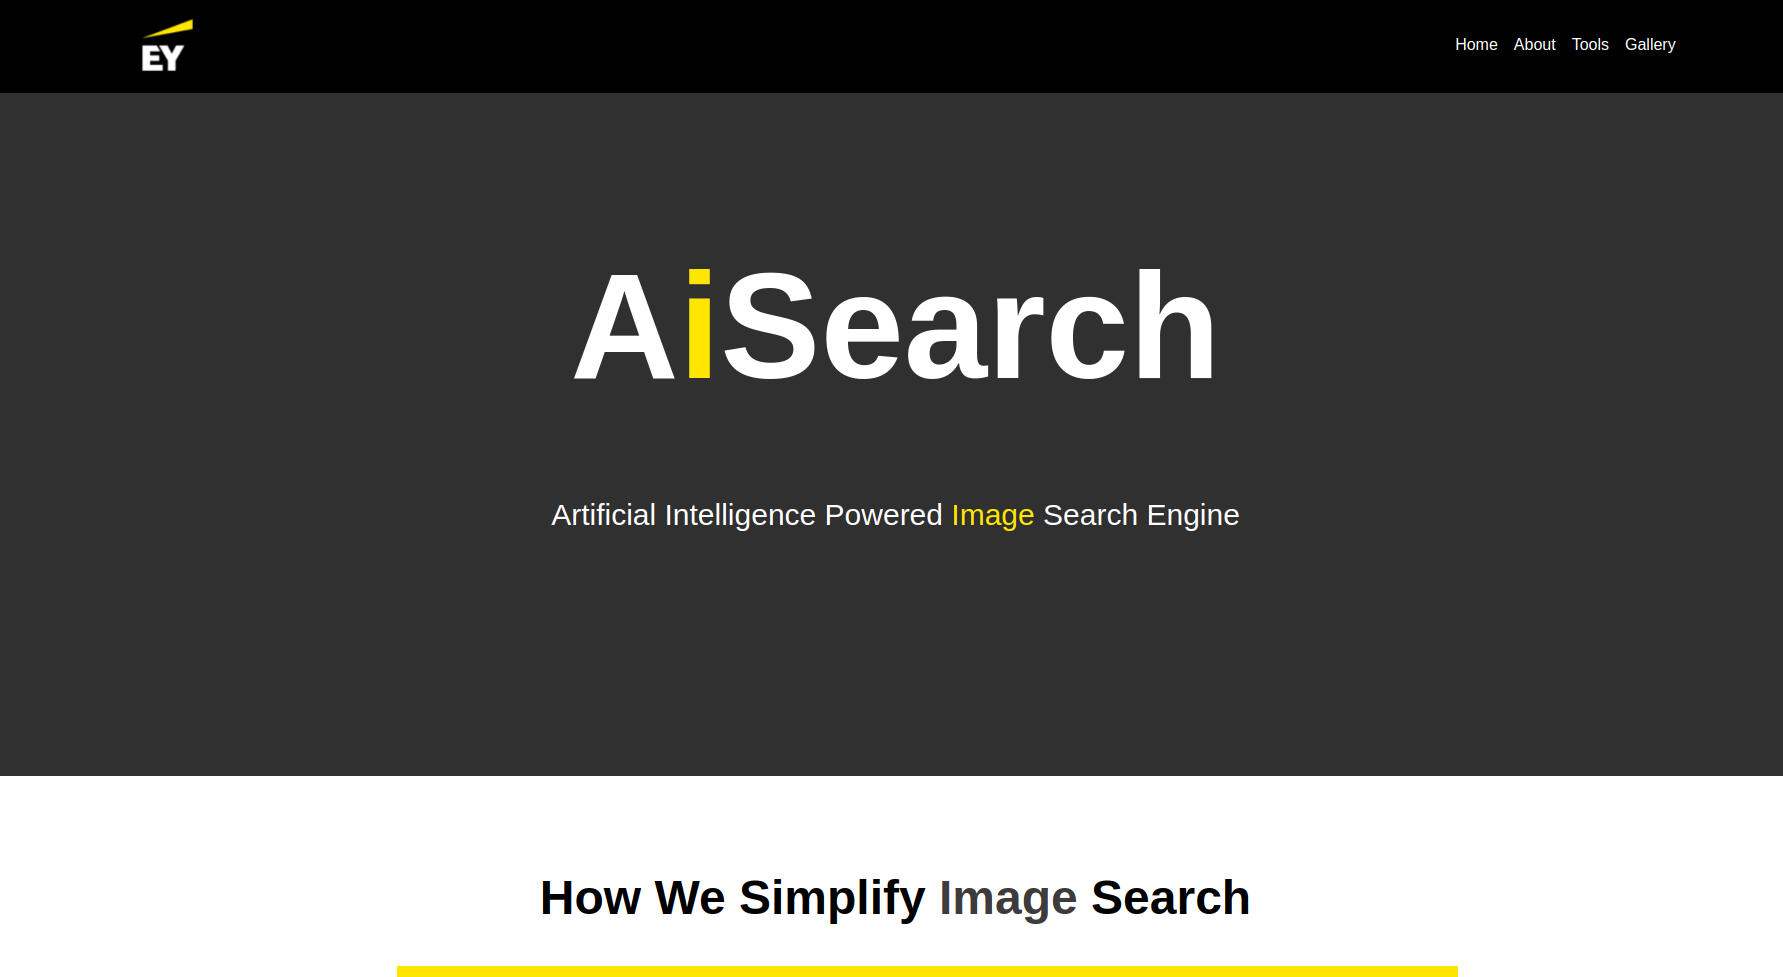 EY
Home About Tools Gallery
AiSearch
Artificial Intelligence Powered Image Search Engine
How We Simplify Image Search